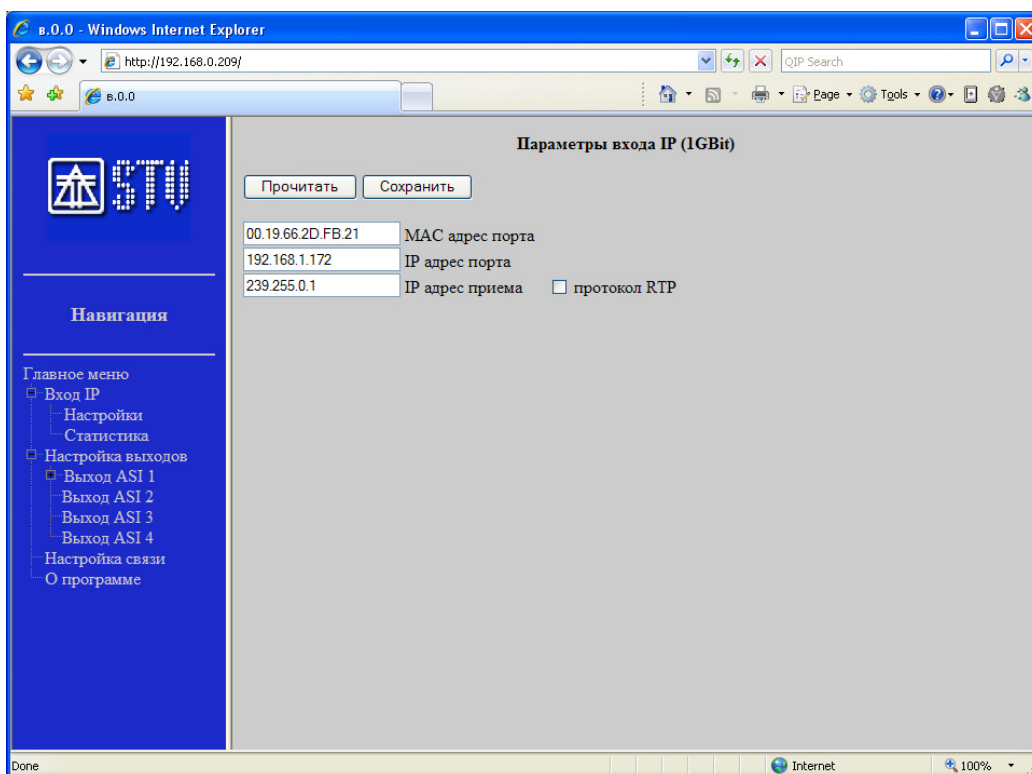 в.0.0 - Windows Internet Explorer
http://192.168.0.209/
QIP Search
в.0.0
Page
Tools
STV
Параметры входа IP (1GBit)
Прочитать Сохранить
00.19.66.2D.FB.21 MAC адрес порта
192.168.1.172 IP адрес порта
239.255.0.1 IP адрес приема протокол RTP
Навигация
Главное меню
Вход IP
Настройки
Статистика
Настройка выходов
Выход ASI 1
Выход ASI 2
Выход ASI 3
Выход ASI 4
Настройка связи
О программе
Done Internet 100%